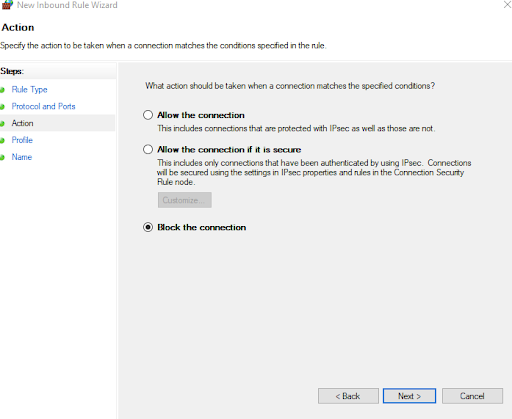 New Inbound Rule Wizard
Action
Specify the action to be taken when a connection matches the conditions specified in the rule.
Steps:
Rule Type
Protocol and Ports
Action
Profile
Name
What action should be taken when a connection matches the specified conditions?
Allow the connection
This includes connections that are protected with IPsec as well as those are not.
Allow the connection if it is secure
This includes only connections that have been authenticated by using IPsec. Connections
will be secured using the settings in IPsec properties and rules in the Connection Security
Rule node.
Customize...
Block the connection
< Back
Next >
Cancel